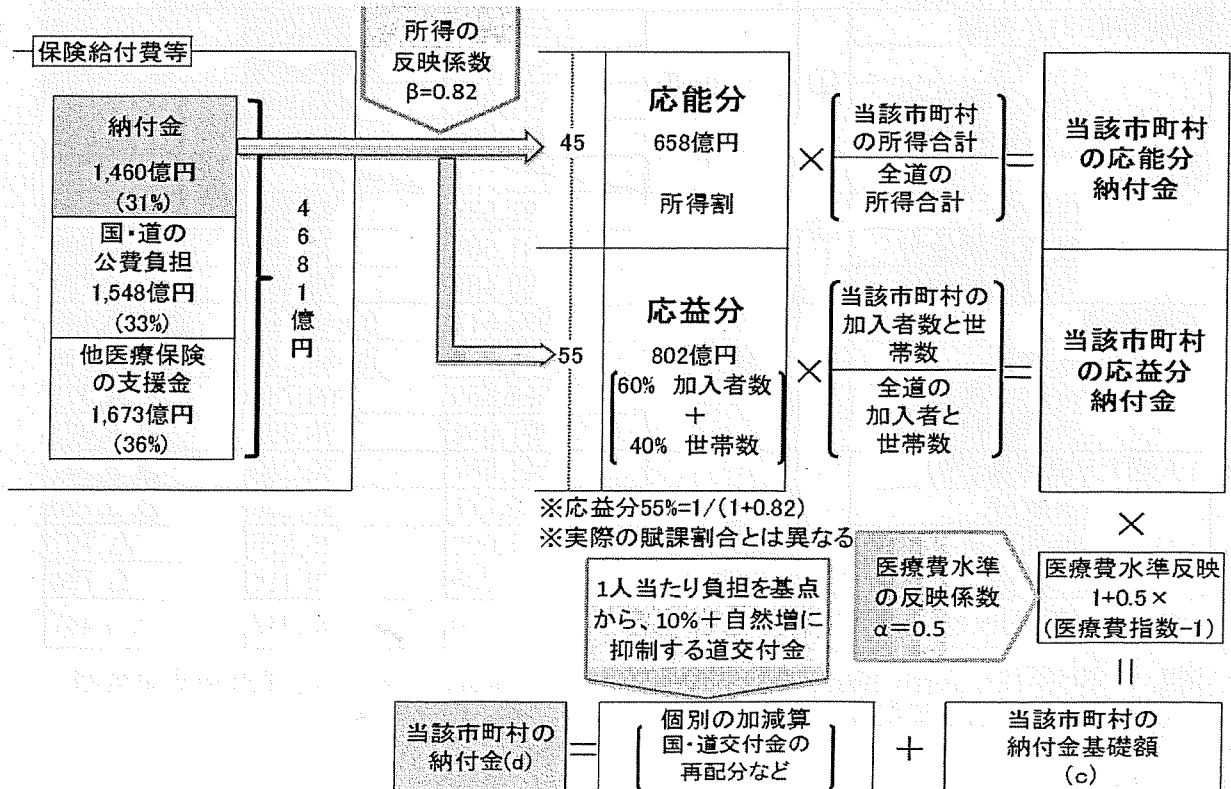 保険給付費等
納付金
1,460億円
(31%)
国・道の
公費負担
1,548億円
(33%)
他医療保険
の支援金
1,673億円
(36%)
4
6
8
1
億
円
所得の
反映係数
β=0.82
45
55
応能分
658億円
所得割
×
当該市町村
の所得合計
全道の
所得合計
=
当該市町村
の応能分
納付金
応益分
802億円
60% 加入者数
+
40% 世帯数
×
当該市町村の
加入者数と世
帯数
全道の
加入者と
世帯数
=
当該市町村
の応益分
納付金
※応益分55%=1/(1+0.82)
※実際の賦課割合とは異なる
×
医療費水準
の反映係数
α=0.5
医療費水準反映
1+0.5×
(医療費指数-1)
||
1人当たり負担を基点
から、10%+自然増に
抑制する道交付金
当該市町村の
納付金(d)
=
個別の加減算
国・道交付金の
再配分など
+
当該市町村の
納付金基礎額
(c)